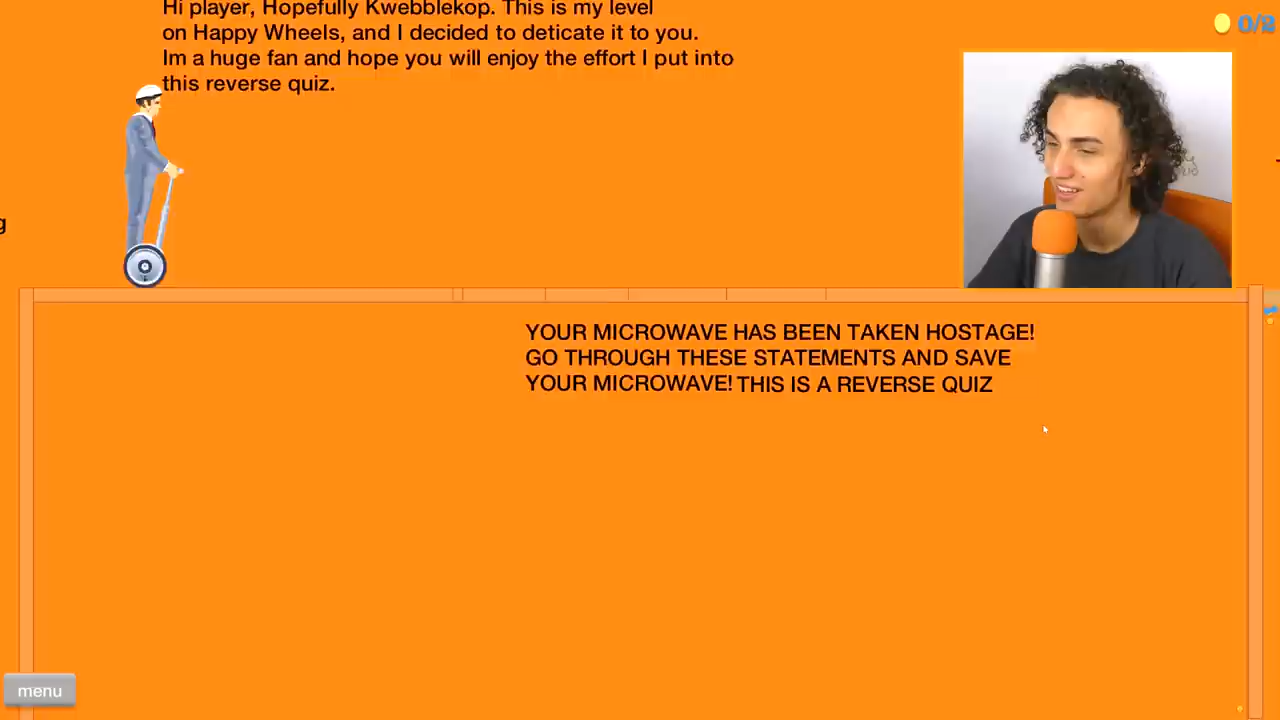 Hi player, Hopefully Kwebblekop. This is my level
on Happy Wheels, and I decided to deticate it to you.
Im a huge fan and hope you will enjoy the effort I put into
this reverse quiz.
0/2
g
YOUR MICROWAVE HAS BEEN TAKEN HOSTAGE!
GO THROUGH THESE STATEMENTS AND SAVE
YOUR MICROWAVE! THIS IS A REVERSE QUIZ
menu